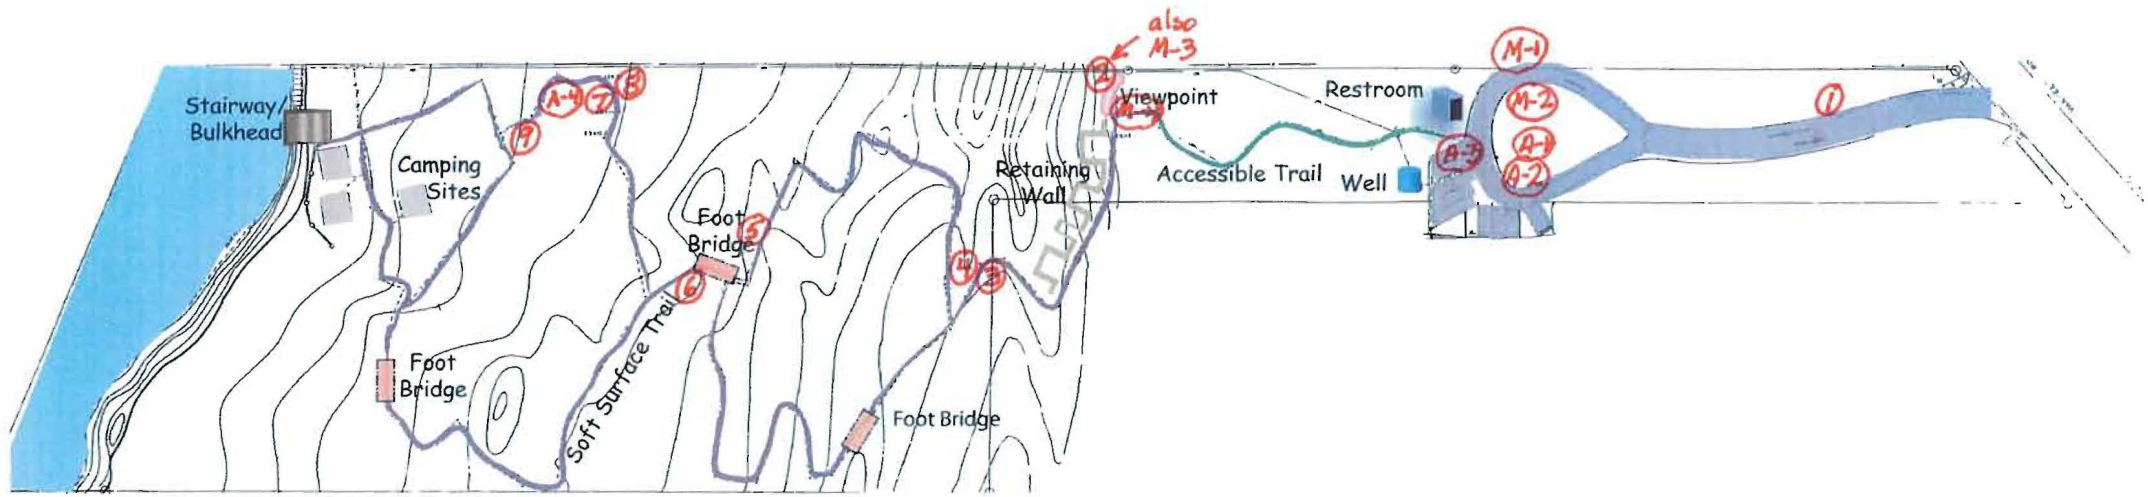 also
M-3
M-1
2
Viewpoint
Restroom
M-2
1
Stairway/
Bulkhead
A-4
7
8
9
Camping
Sites
Retaining
Wall
Accessible Trail
Well
A-3
A-1
A-2
Foot
Bridge
5
4
3
6
Soft Surface Trail
Foot
Bridge
Foot Bridge